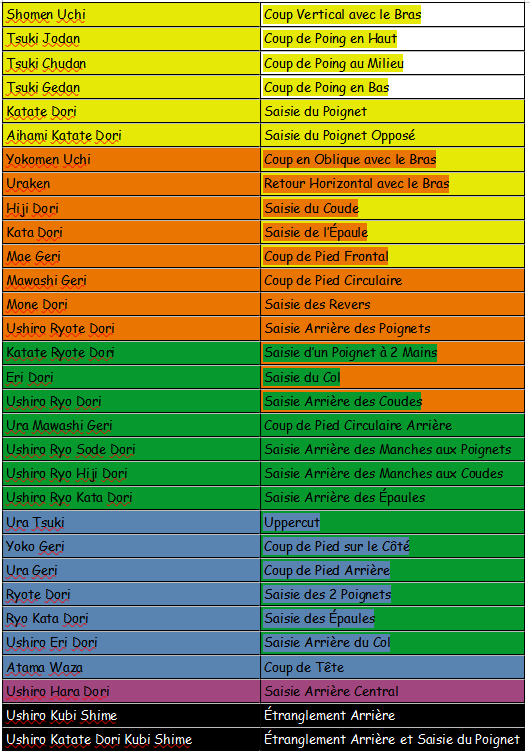 Shomen Uchi Coup Vertical avec le Bras
Tsuki Jodan Coup de Poing en Haut
Tsuki Chudan Coup de Poing au Milieu
Tsuki Gedan Coup de Poing en Bas
Katate Dori Saisie du Poignet
Aihami Katate Dori Saisie du Poignet Opposé
Yokomen Uchi Coup en Oblique avec le Bras
Uraken Retour Horizontal avec le Bras
Hiji Dori Saisie du Coude
Kata Dori Saisie de l'Épaule
Mae Geri Coup de Pied Frontal
Mawashi Geri Coup de Pied Circulaire
Mone Dori Saisie des Revers
Ushiro Ryote Dori Saisie Arrière des Poignets
Katate Ryote Dori Saisie d'un Poignet à 2 Mains
Eri Dori Saisie du Col
Ushiro Ryo Dori Saisie Arrière des Coudes
Ura Mawashi Geri Coup de Pied Circulaire Arrière
Ushiro Ryo Sode Dori Saisie Arrière des Manches aux Poignets
Ushiro Ryo Hiji Dori Saisie Arrière des Manches aux Coudes
Ushiro Ryo Kata Dori Saisie Arrière des Épaules
Ura Tsuki Uppercut
Yoko Geri Coup de Pied sur le Côté
Ura Geri Coup de Pied Arrière
Ryote Dori Saisie des 2 Poignets
Ryo Kata Dori Saisie des Épaules
Ushiro Eri Dori Saisie Arrière du Col
Atama Waza Coup de Tête
Ushiro Hara Dori Saisie Arrière Central
Ushiro Kubi Shime Étranglement Arrière
Ushiro Katate Dori Kubi Shime Étranglement Arrière et Saisie du Poignet